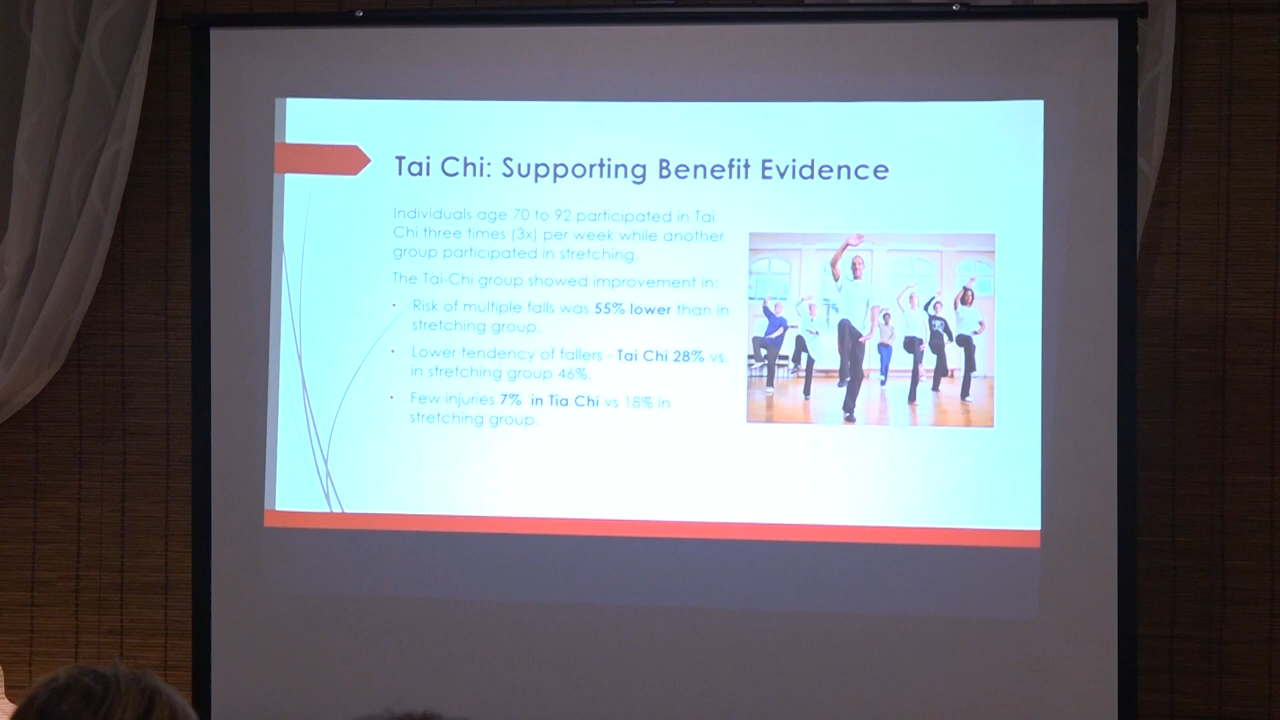 Tai Chi: Supporting Benefit Evidence
Individuals age 70 to 92 participated in Tai
Chi three times (3x) per week while another
group participated in stretching.
The Tai-Chi group showed improvement in:
• Risk of multiple falls was 55% lower than in
stretching group.
• Lower tendency of fallers - Tai Chi 28% vs.
in stretching group 46%.
• Few injuries 7% in Tia Chi vs 18% in
stretching group.